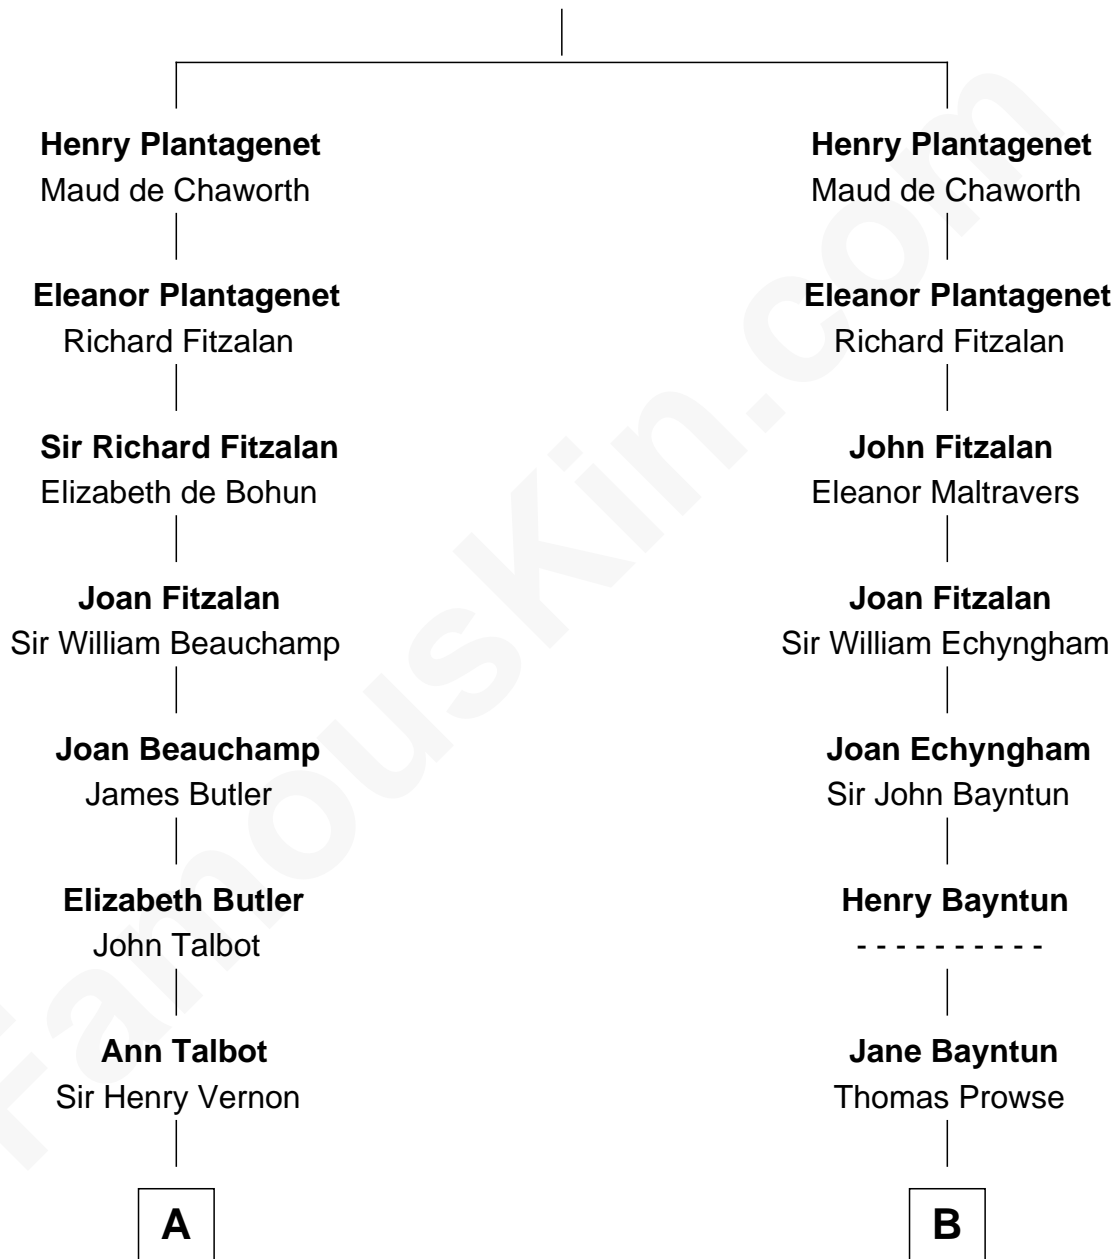 Henry Plantagenet
Maud de Chaworth
Eleanor Plantagenet
Richard Fitzalan
Sir Richard Fitzalan
Elizabeth de Bohun
Joan Fitzalan
Sir William Beauchamp
Joan Beauchamp
James Butler
Elizabeth Butler
John Talbot
Ann Talbot
Sir Henry Vernon
A
Henry Plantagenet
Maud de Chaworth
Eleanor Plantagenet
Richard Fitzalan
John Fitzalan
Eleanor Maltravers
Joan Fitzalan
Sir William Echyngham
Joan Echyngham
Sir John Bayntun
Henry Bayntun
- - - - - - - - - -
Jane Bayntun
Thomas Prowse
B
FamousKin.com